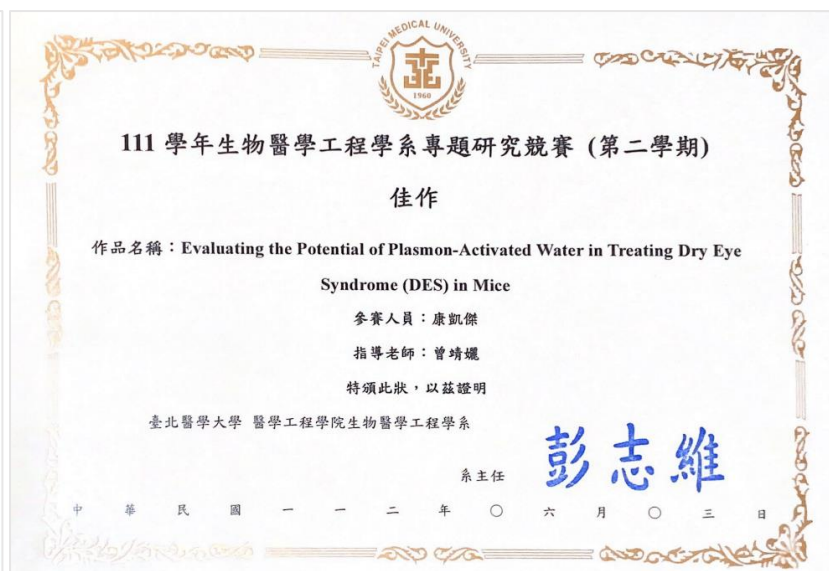 TAIPEI MEDICAL UNIVERSITY
1960
111 學年生物醫學工程學系專題研究競賽 (第二學期)
佳作
作品名稱：Evaluating the Potential of Plasmon-Activated Water in Treating Dry Eye
Syndrome (DES) in Mice
參賽人員：康凱傑
指導老師：曾靖孋
特頒此狀，以茲證明
臺北醫學大學 醫學工程學院生物醫學工程學系
系主任 彭志維
中華民國一一二年〇六月〇三日